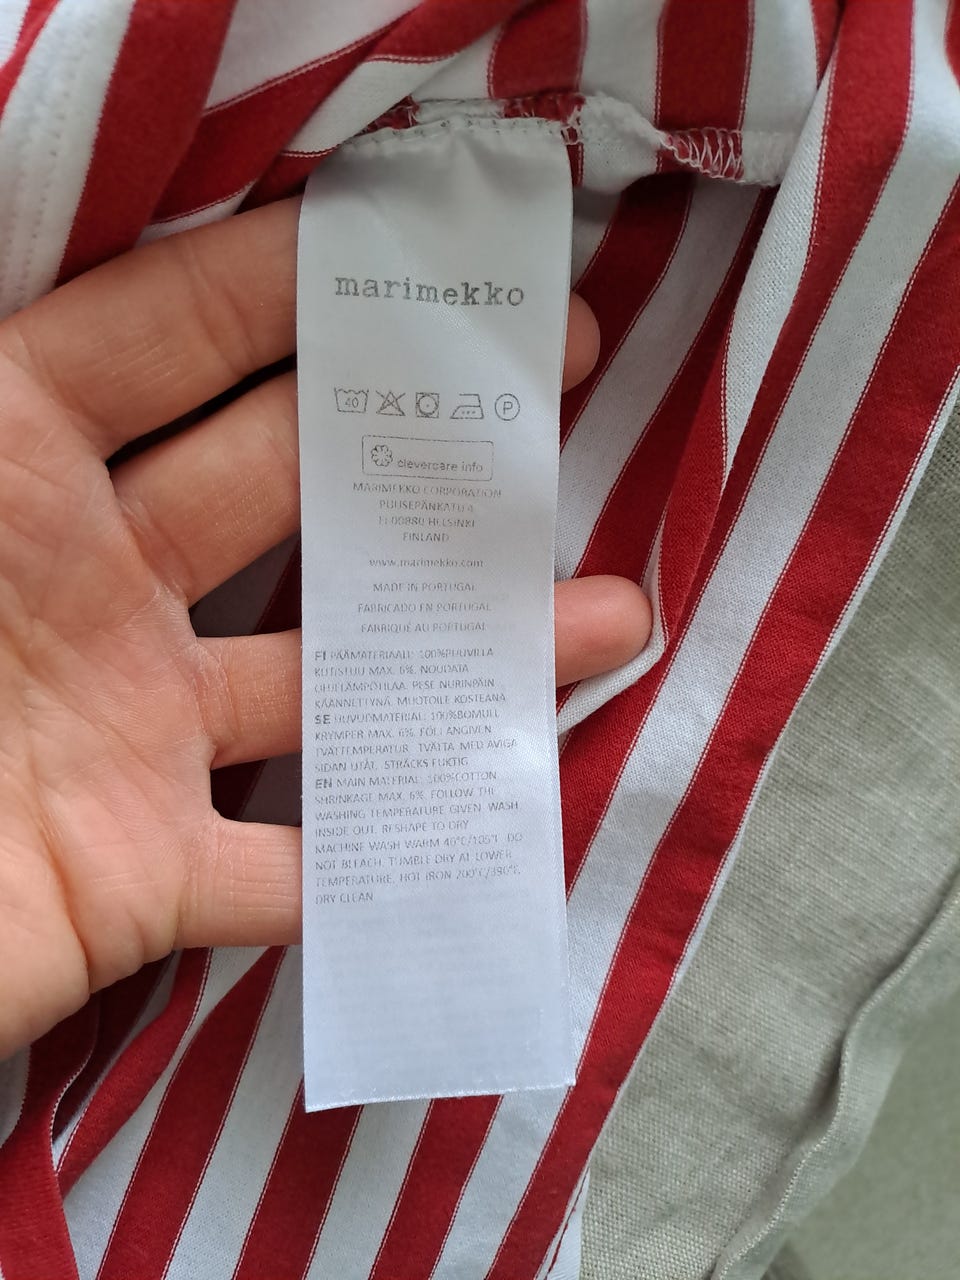 marimekko
40 P
clevercare info
MARIMEKKO CORPORATION
PUUSEPÄNKATU 4
FI 00880 HELSINKI
FINLAND
www.marimekko.com
MADE IN PORTUGAL
FABRICADO EN PORTUGAL
FABRIQUÉ AU PORTUGAL
FI PÄÄMATERIAALI: 100%PUUVILLA
KUTISTUU MAX. 6%. NOUDATA
OHJELÄMPÖTILAA. PESE NURINPÄIN
KÄÄNNETTYNÄ. MUOTOILE KOSTEANA.
SE HUVUDMATERIAL: 100%BOMULL
KRYMPER MAX. 6%. FÖLJ ANGIVEN
TVÄTTEMPERATUR. TVÄTTA MED AVIGA
SIDAN UTÅT. STRÄCKS FUKTIG
EN MAIN MATERIAL: 100%COTTON
SHRINKAGE MAX. 6%. FOLLOW THE
WASHING TEMPERATURE GIVEN. WASH
INSIDE OUT. RESHAPE TO DRY
MACHINE WASH WARM 40°C/105°F. DO
NOT BLEACH. TUMBLE DRY AT LOWER
TEMPERATURE. HOT IRON 200°C/390°F.
DRY CLEAN